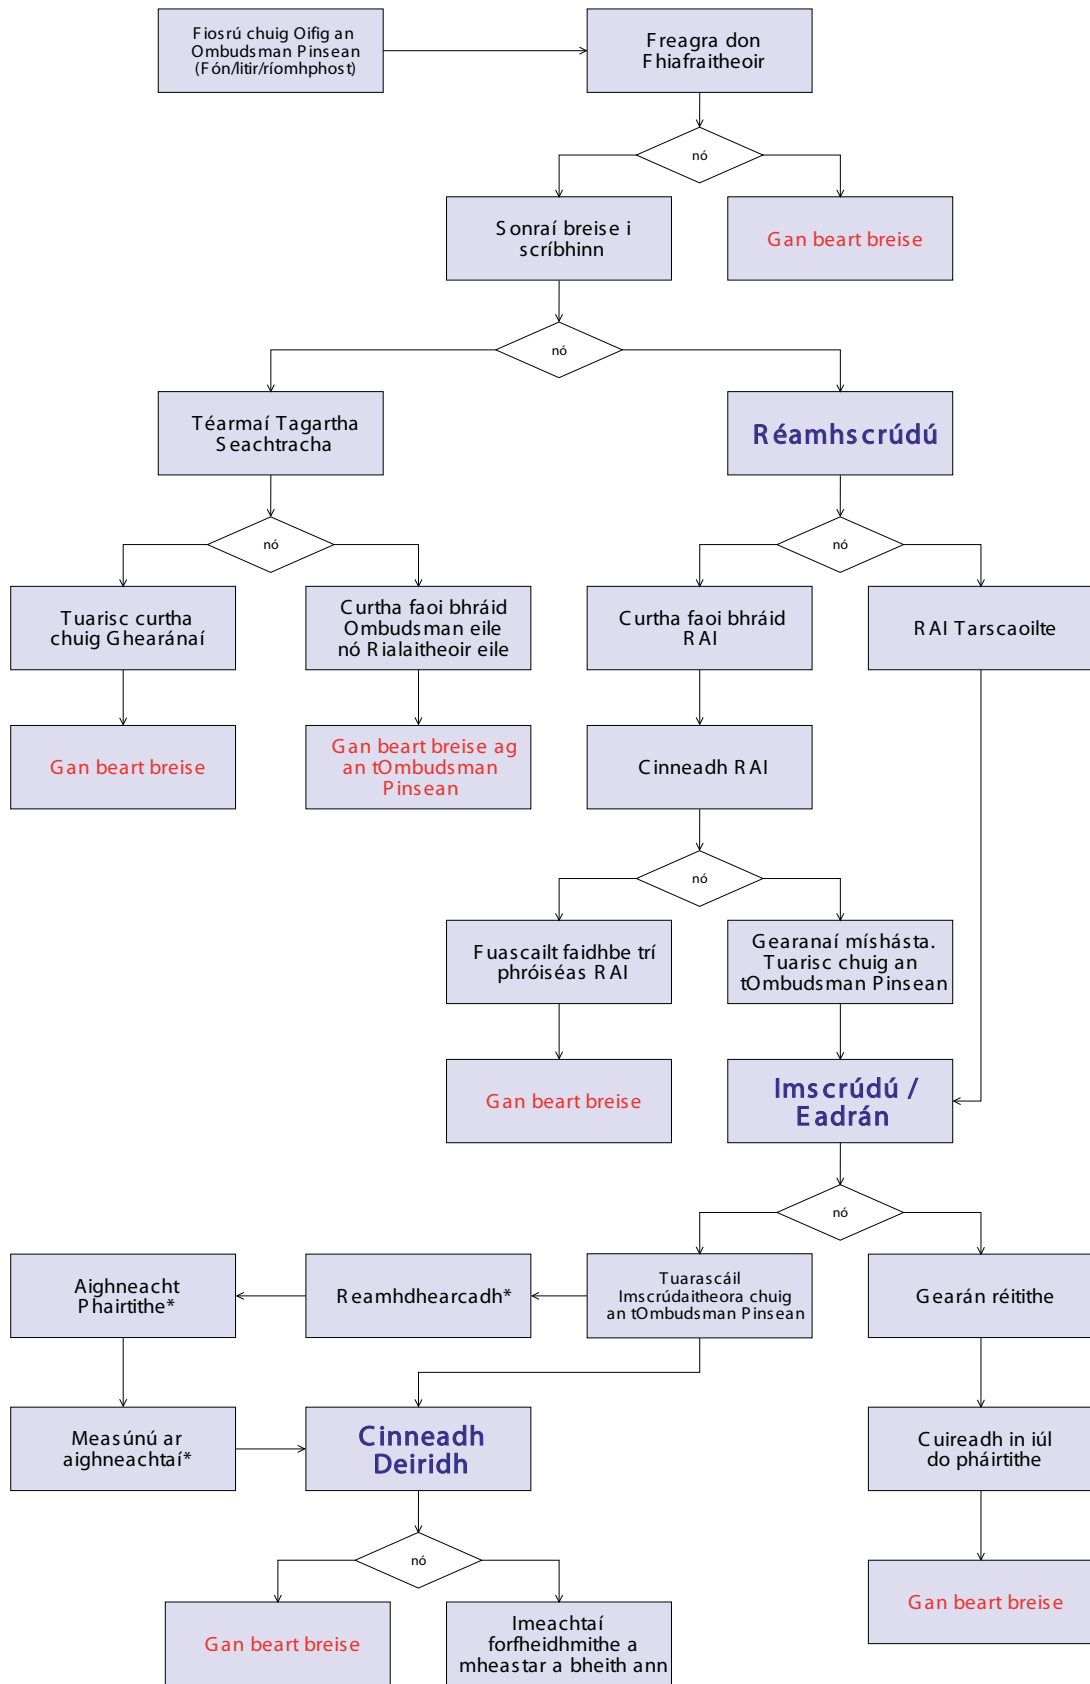 Fiosrú chuig Oifig an
Ombudsman Pinsean
(Fón/litir/ríomhphost)
Freagra don
Fhiafraitheoir
nó
Sonraí breise i
scríbhinn
Gan beart breise
nó
Téarmaí Tagartha
Seachtracha
Réamhscrúdú
nó
nó
Tuarisc curtha
chuig Ghearánaí
Curtha faoi bhráid
Ombudsman eile
nó Rialaitheoir eile
Curtha faoi bhráid
RAI
RAI Tarscaoilte
Gan beart breise
Gan beart breise ag
an tOmbudsman
Pinsean
Cinneadh RAI
nó
Fuascailt faidhbe trí
phróiséas RAI
Gearanaí míshásta.
Tuarisc chuig an
tOmbudsman Pinsean
Gan beart breise
Imscrúdú /
Eadrán
nó
Aighneacht
Phairtithe*
Reamhdhearcadh*
Tuarascáil
Imscrúdaitheora chuig
an tOmbudsman Pinsean
Gearán réitithe
Measúnú ar
aighneachtaí*
Cinneadh
Deiridh
Cuireadh in iúl
do pháirtithe
nó
Gan beart breise
Imeachtaí
forfheidhmithe a
mheastar a bheith ann
Gan beart breise